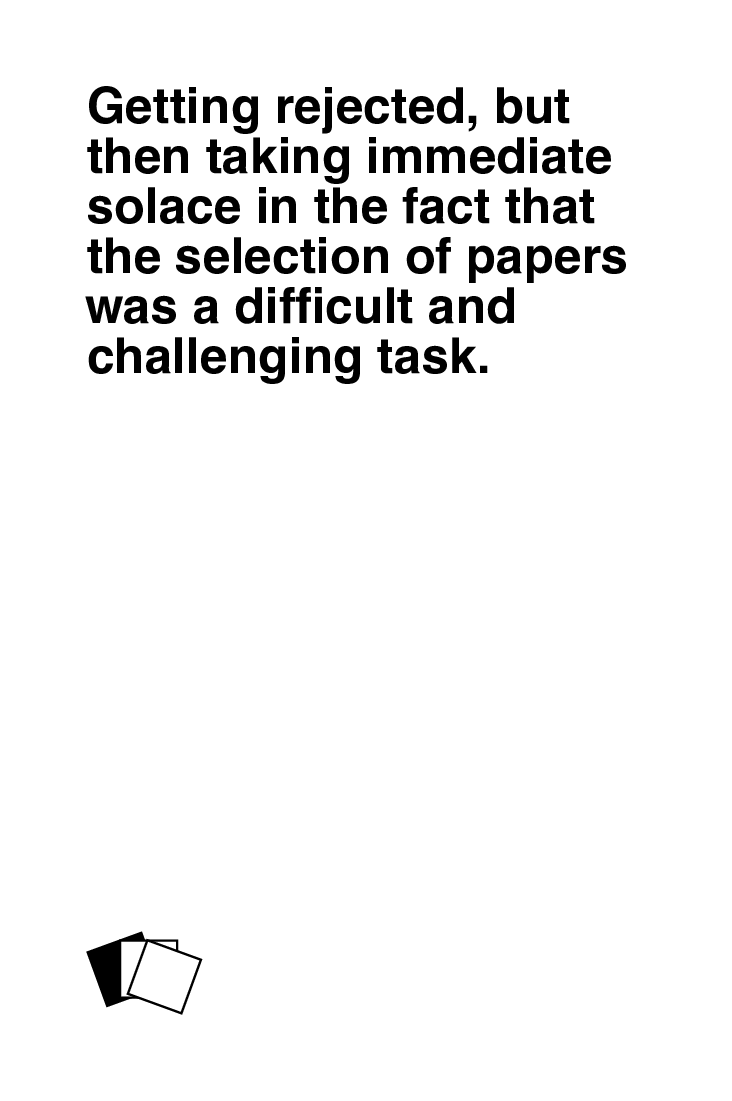 Getting rejected, but
then taking immediate
solace in the fact that
the selection of papers
was a difficult and
challenging task.